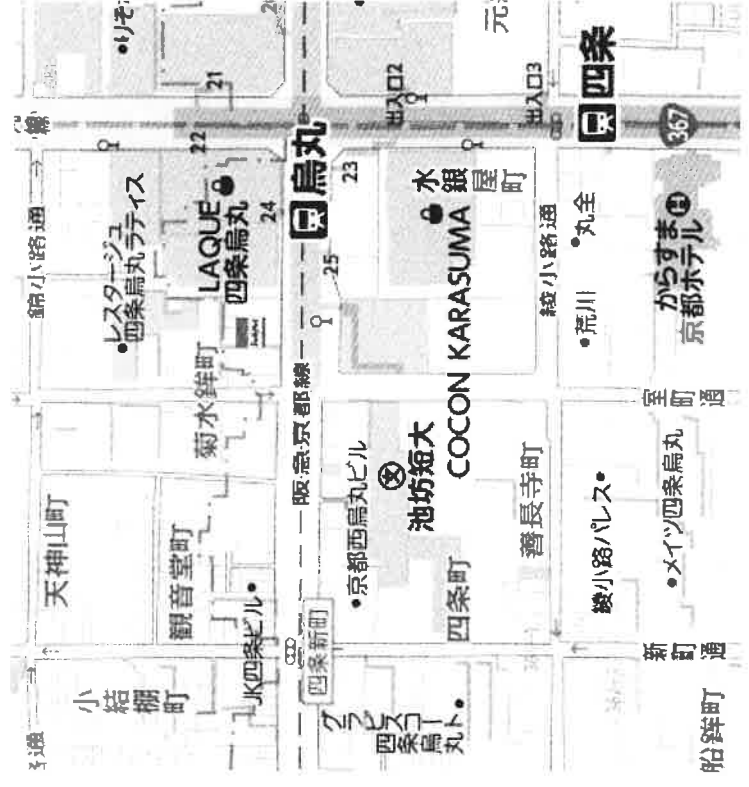 錦小路通
天神山町
観音堂町
菊水鉾町
小結棚町
レスタージュ
四条烏丸ラティス
LAQUE
四条烏丸
りそ
21
22
24
烏丸
23
25
阪急京都線
JK四条ビル
四条新町
京都四烏丸ビル
池坊短大
COCON KARASUMA
水銀屋町
出入口2
出入口3
四条
367
四条町
善長寺町
綾小路通
荒川
丸全
からすま
京都ホテル
室町通
綾小路パレス
メイツ四条烏丸
新町通
グラビスコート
四条烏丸
船鉾町